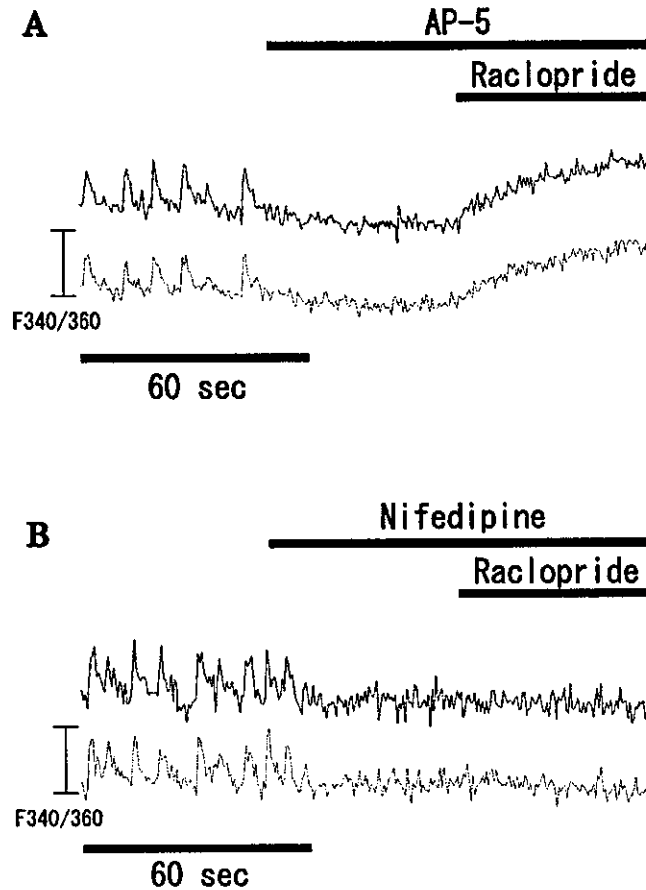 A
AP-5
Raclopride
F340/360
60 sec
B
Nifedipine
Raclopride
F340/360
60 sec